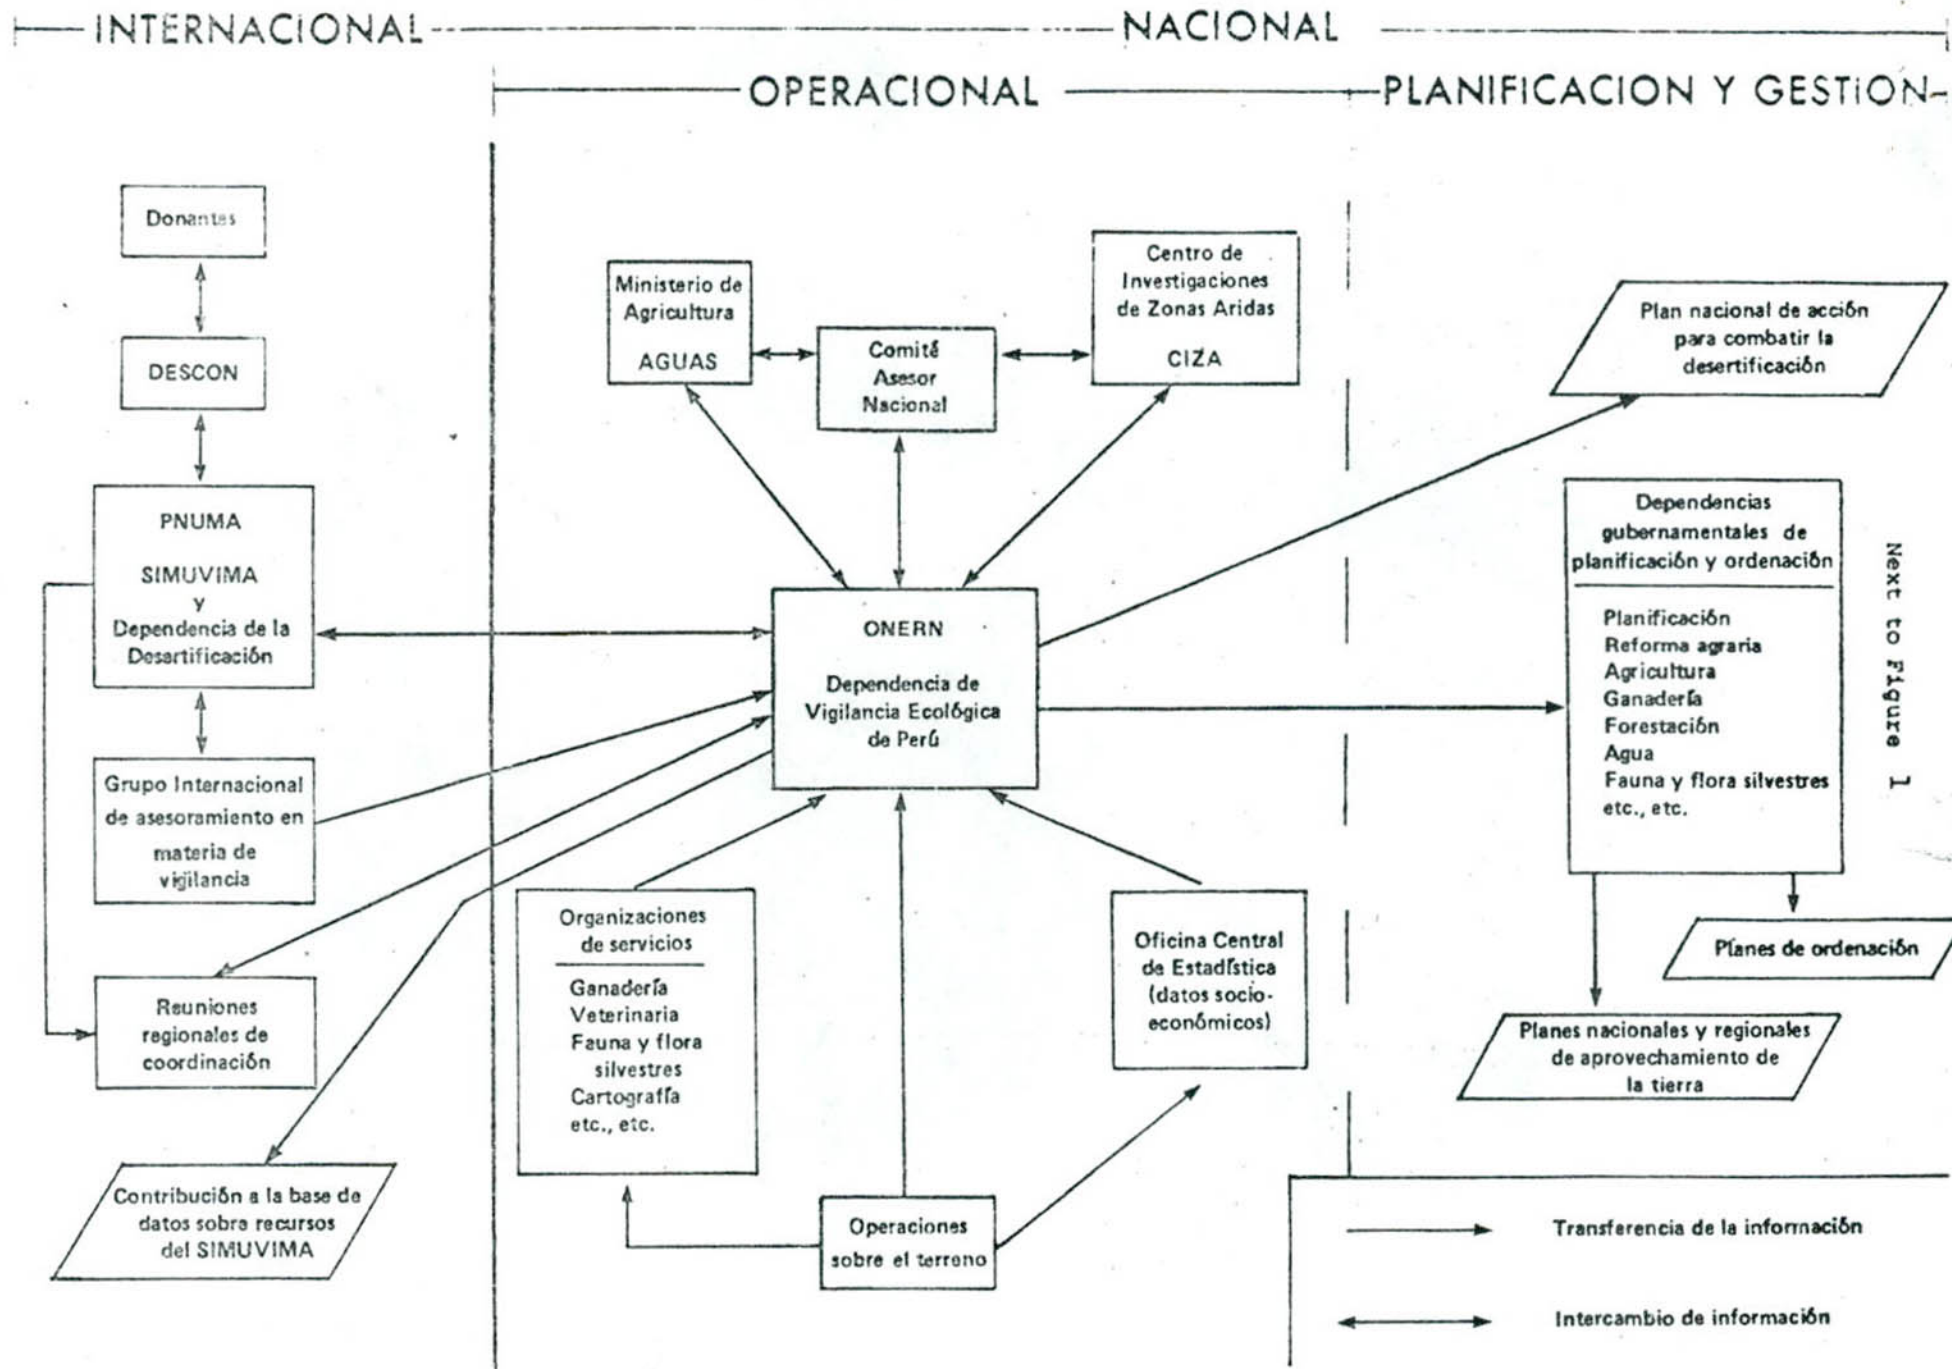 INTERNACIONAL
NACIONAL
OPERACIONAL
PLANIFICACION Y GESTION
Donantes
DESCON
PNUMA
SIMUVIMA
y
Dependencia de la
Desertificación
Grupo Internacional
de asesoramiento en
materia de
vigilancia
Reuniones
regionales de
coordinación
Contribución a la base de
datos sobre recursos
del SIMUVIMA
Ministerio de
Agricultura
AGUAS
Comité
Asesor
Nacional
Centro de
Investigaciones
de Zonas Aridas
CIZA
ONERN
Dependencia de
Vigilancia Ecológica
de Perú
Organizaciones
de servicios
Ganadería
Veterinaria
Fauna y flora
silvestres
Cartografía
etc., etc.
Oficina Central
de Estadística
(datos socio-
económicos)
Operaciones
sobre el terreno
Plan nacional de acción
para combatir la
desertificación
Dependencias
gubernamentales de
planificación y ordenación
Planificación
Reforma agraria
Agricultura
Ganadería
Forestación
Agua
Fauna y flora silvestres
etc., etc.
Planes de ordenación
Planes nacionales y regionales
de aprovechamiento de
la tierra
Next to Figure 1
Transferencia de la información
Intercambio de información